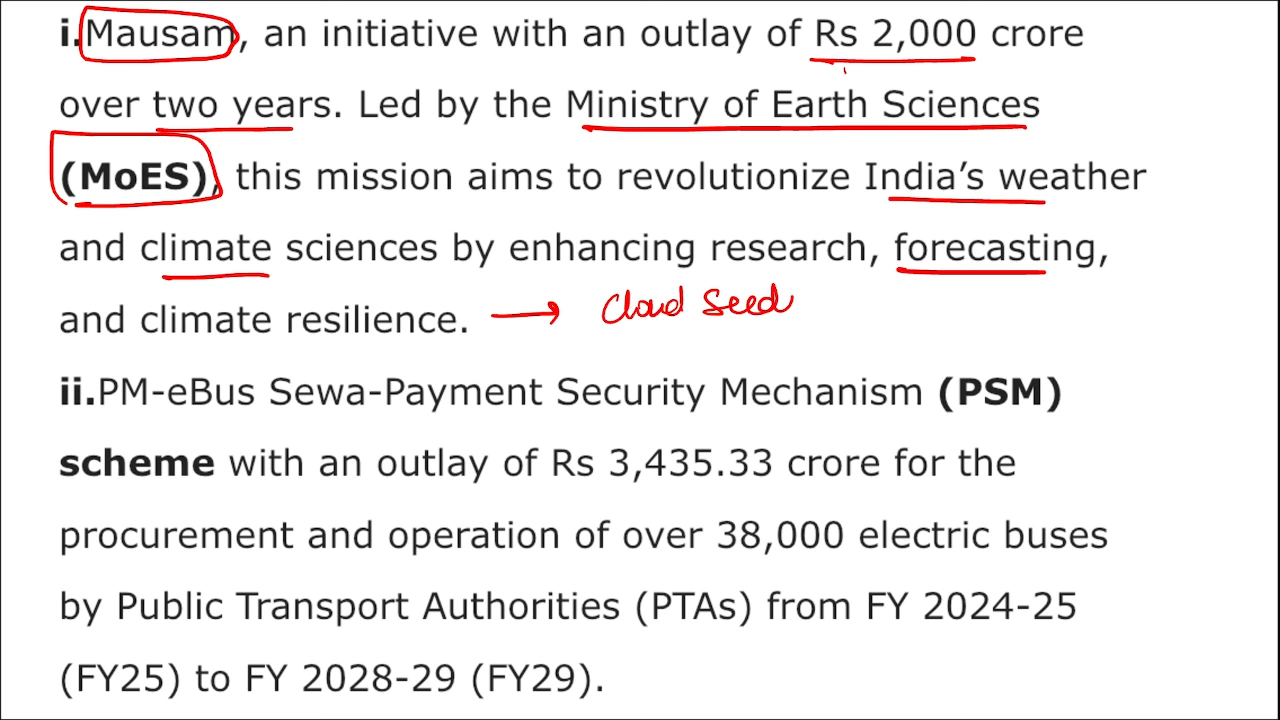 i.Mausam, an initiative with an outlay of Rs 2,000 crore
over two years. Led by the Ministry of Earth Sciences
(MoES), this mission aims to revolutionize India’s weather
and climate sciences by enhancing research, forecasting,
and climate resilience. → Cloud Seed
ii.PM-eBus Sewa-Payment Security Mechanism (PSM)
scheme with an outlay of Rs 3,435.33 crore for the
procurement and operation of over 38,000 electric buses
by Public Transport Authorities (PTAs) from FY 2024-25
(FY25) to FY 2028-29 (FY29).